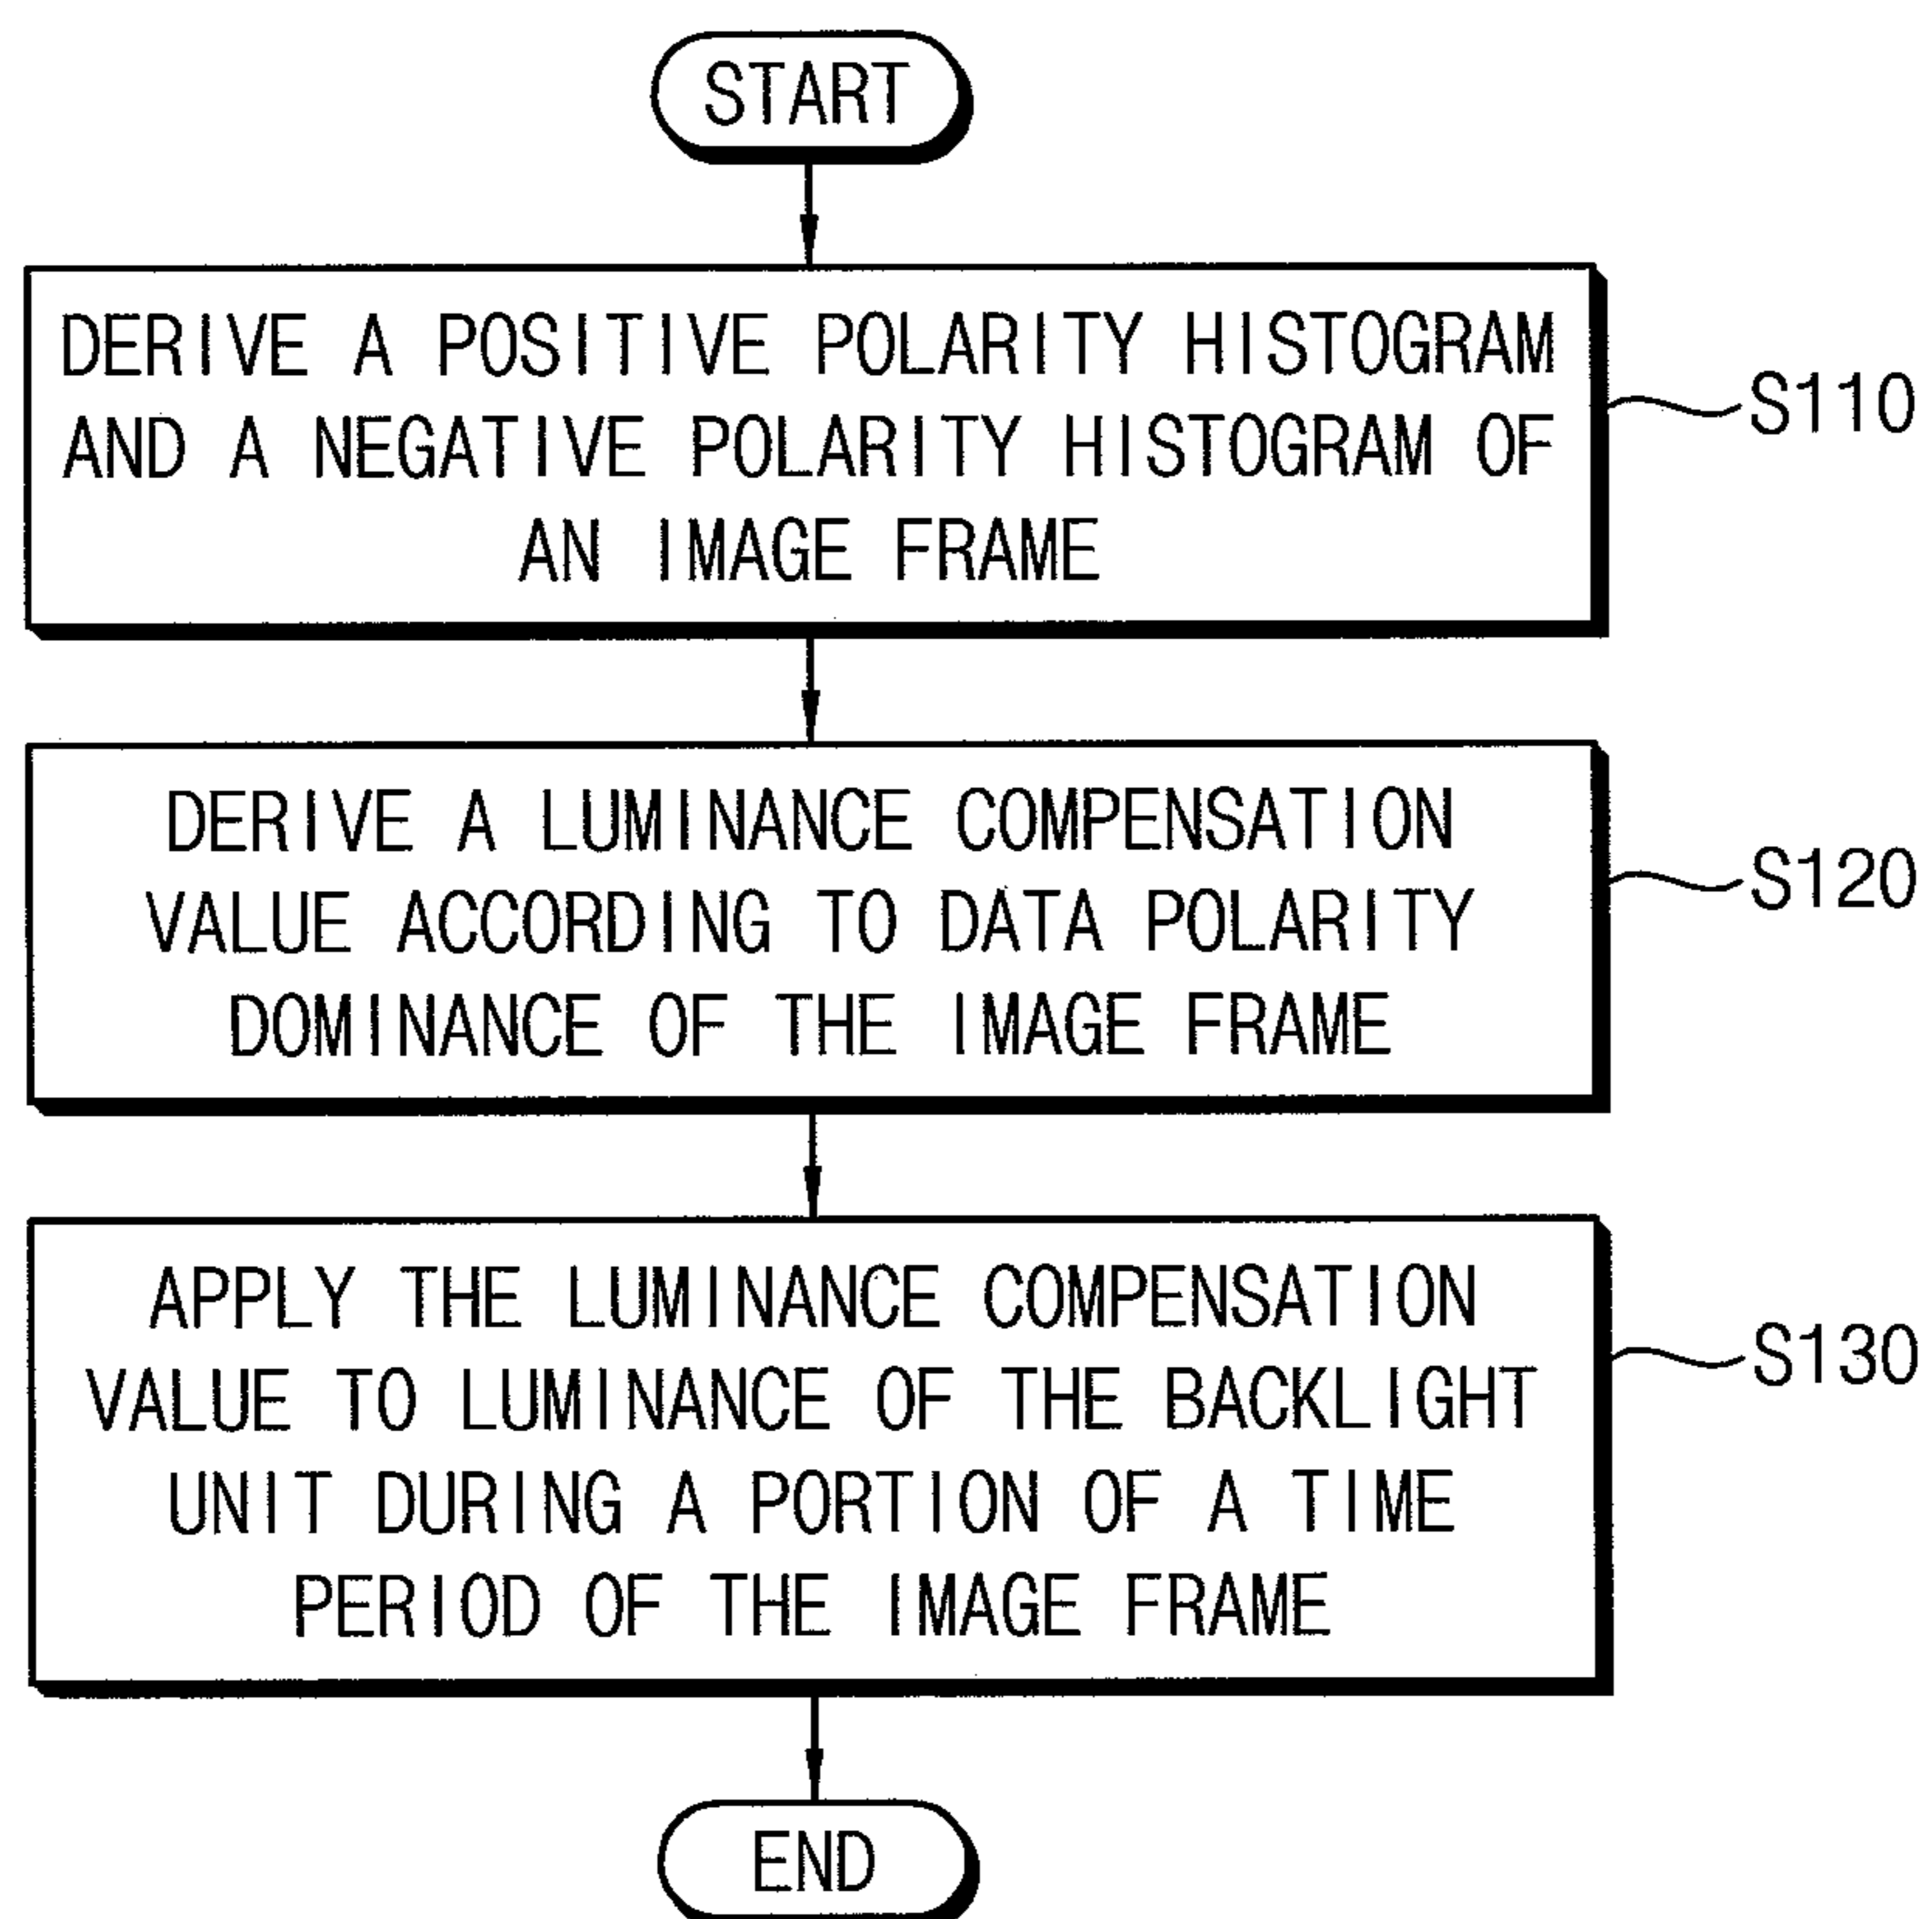 START
DERIVE A POSITIVE POLARITY HISTOGRAM
AND A NEGATIVE POLARITY HISTOGRAM OF
AN IMAGE FRAME
S110
DERIVE A LUMINANCE COMPENSATION
VALUE ACCORDING TO DATA POLARITY
DOMINANCE OF THE IMAGE FRAME
S120
APPLY THE LUMINANCE COMPENSATION
VALUE TO LUMINANCE OF THE BACKLIGHT
UNIT DURING A PORTION OF A TIME
PERIOD OF THE IMAGE FRAME
S130
END